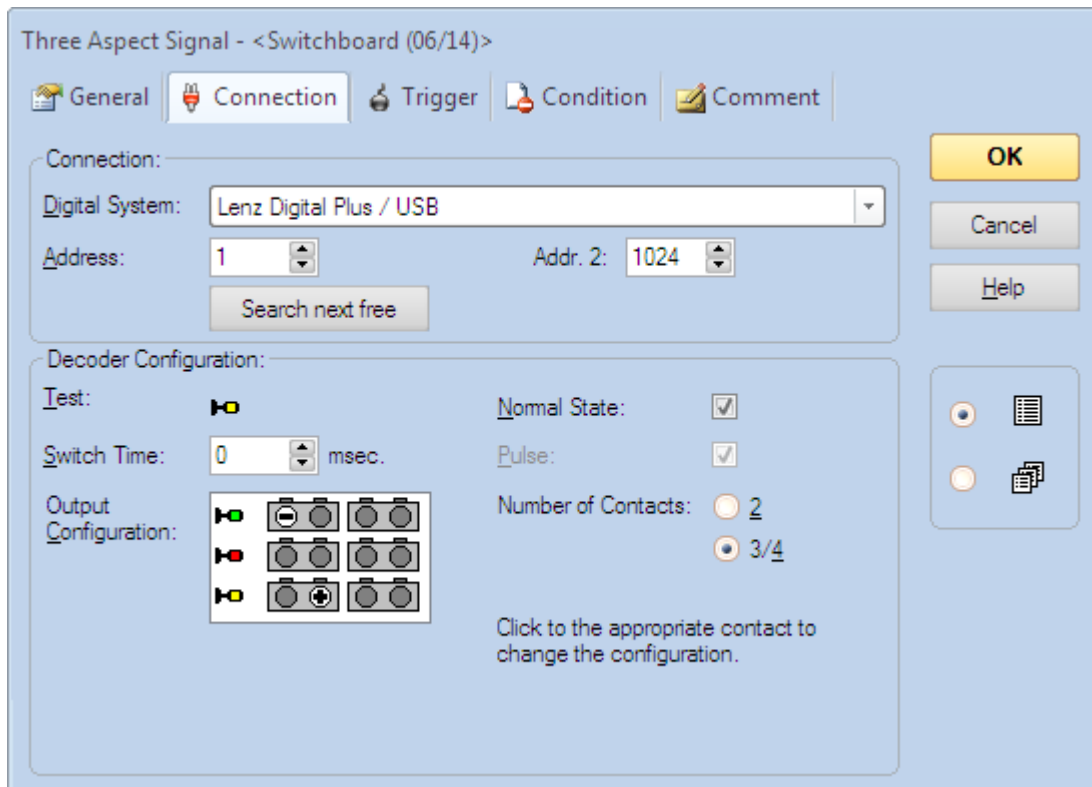 Three Aspect Signal - <Switchboard (06/14)>
General Connection Trigger Condition Comment
Connection:
Digital System: Lenz Digital Plus / USB
Address: 1 Addr. 2: 1024
Search next free
OK
Cancel
Help
Decoder Configuration:
Test:
Normal State:
Switch Time: 0 msec.
Pulse:
Output
Configuration:
Number of Contacts: 2
3/4
Click to the appropriate contact to
change the configuration.